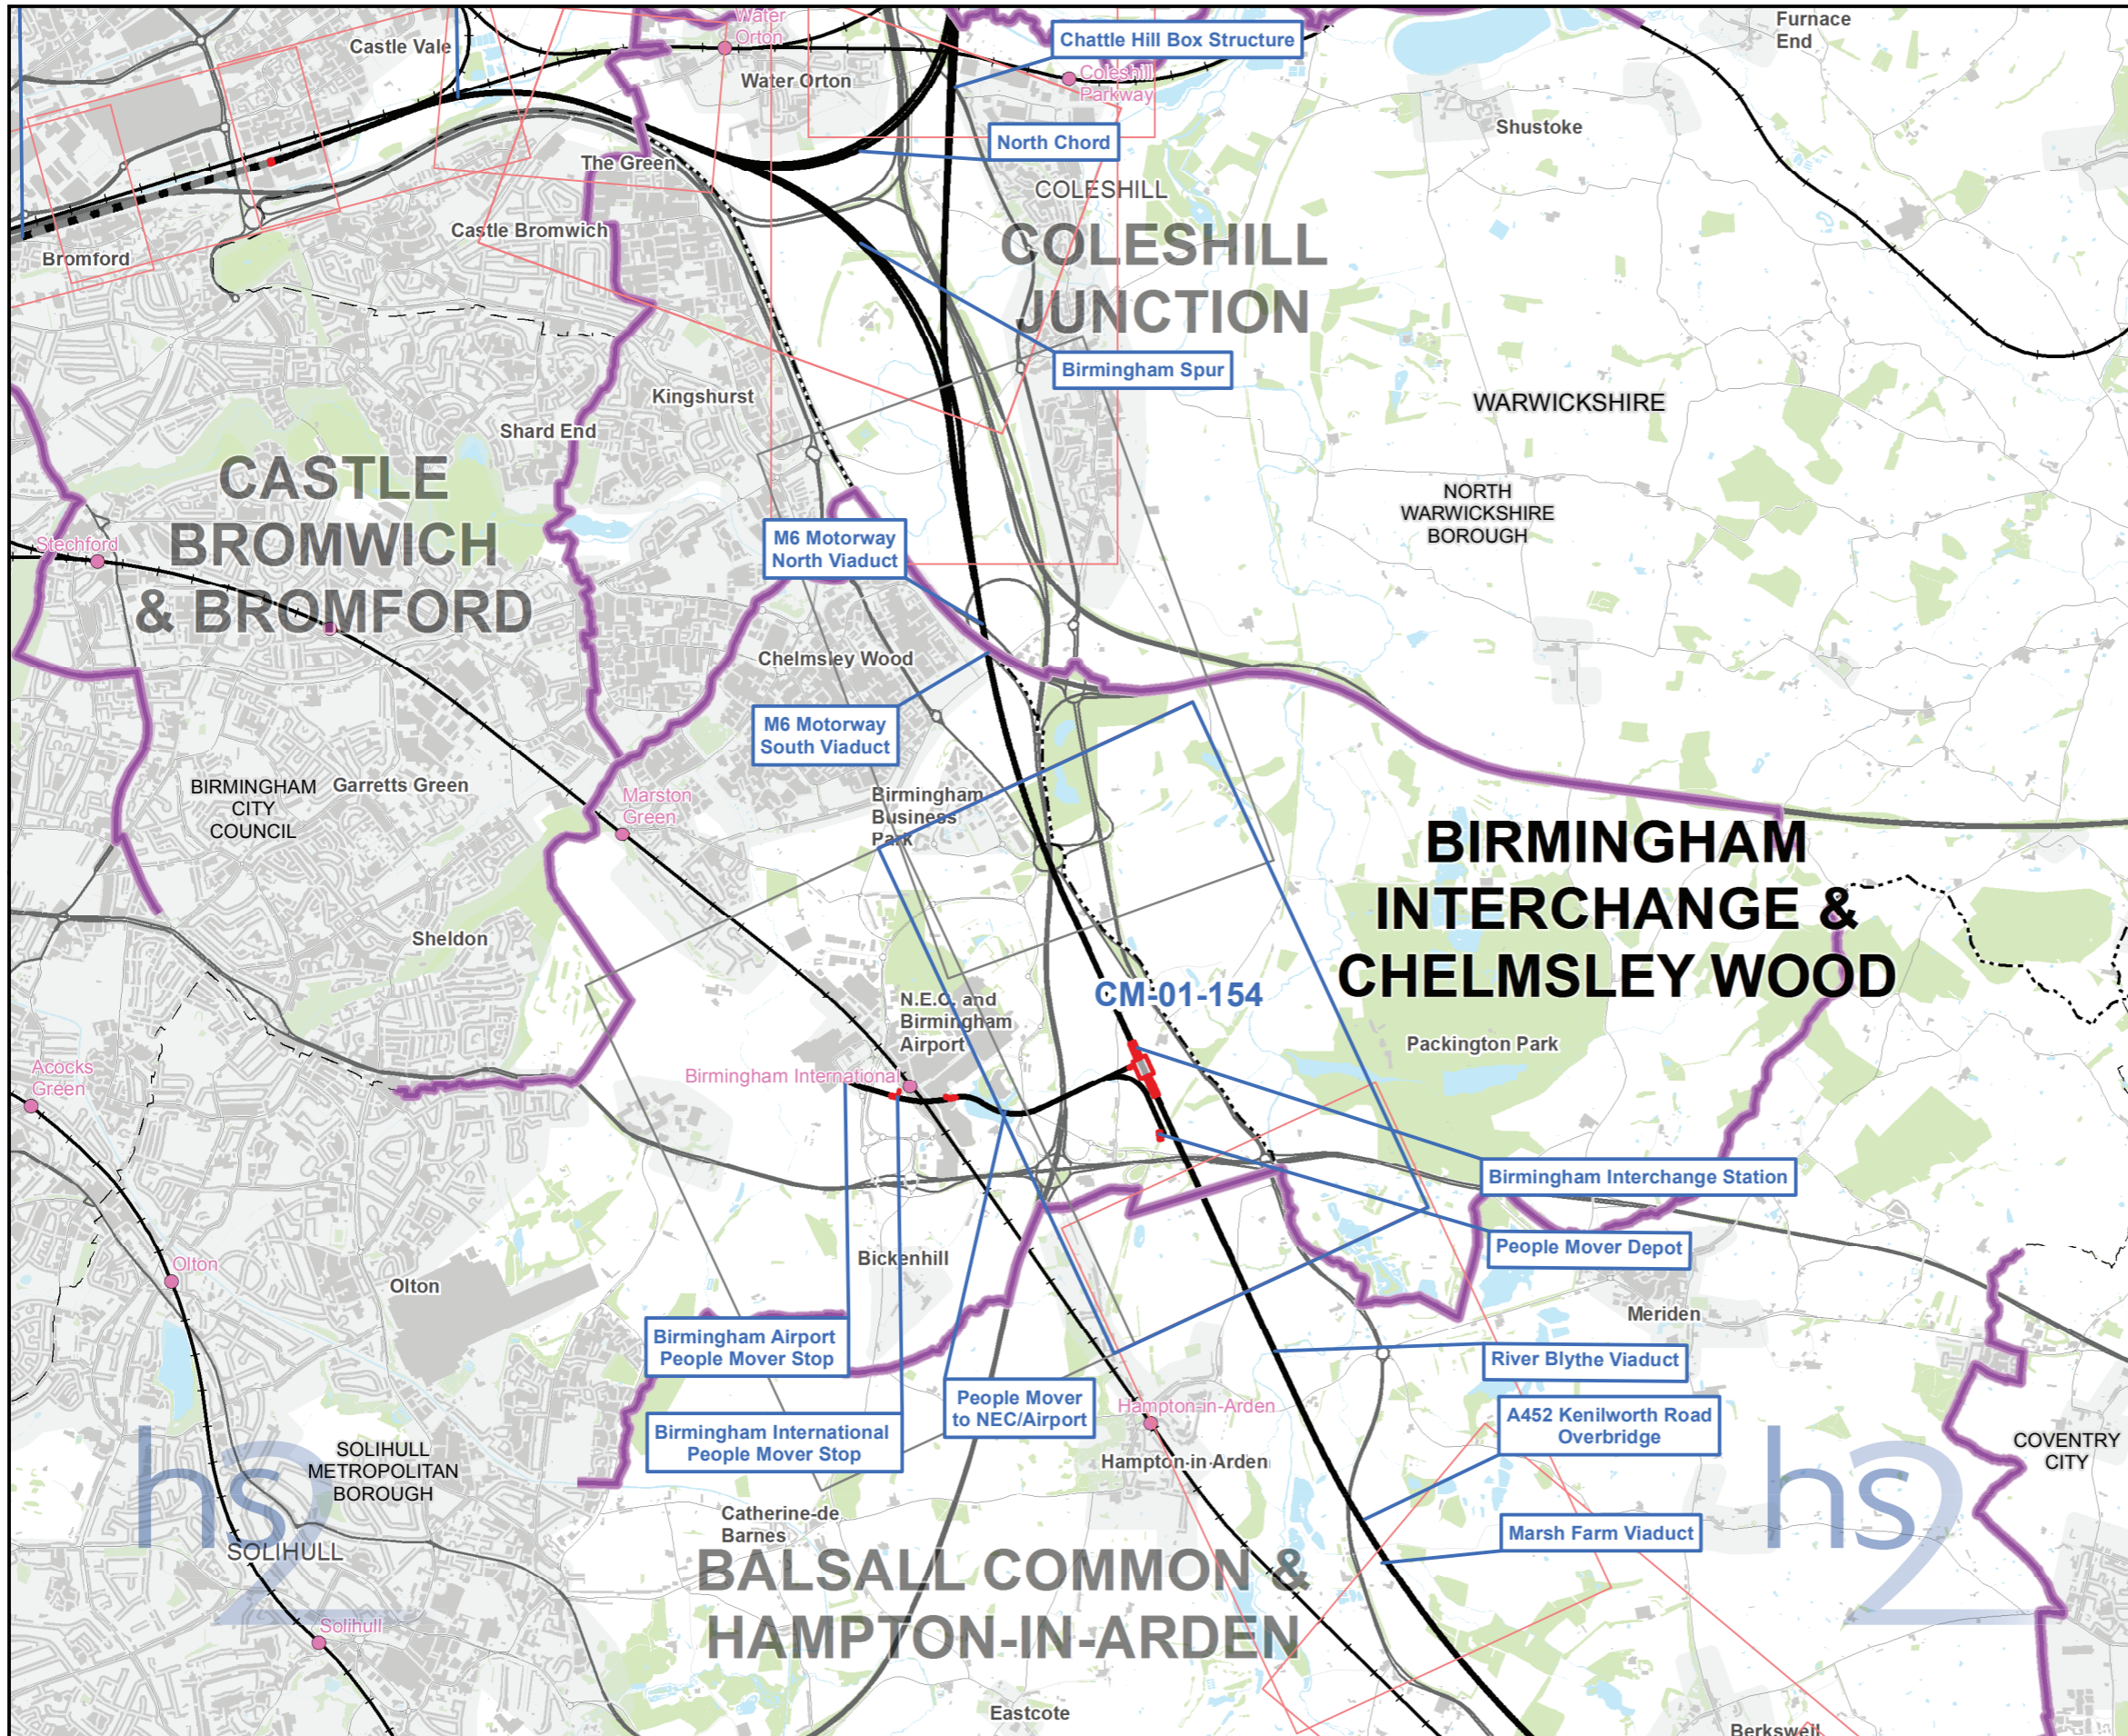 Water
Orton
Castle Vale
Chattle Hill Box Structure
Furnace
End
Water Orton
Coleshill
Parkway
Shustoke
North Chord
The Green
COLESHILL
COLESHILL
JUNCTION
Castle Bromwich
Bromford
Birmingham Spur
Kingshurst
WARWICKSHIRE
Shard End
CASTLE
BROMWICH
& BROMFORD
NORTH
WARWICKSHIRE
BOROUGH
Stechford
M6 Motorway
North Viaduct
Chelmsley Wood
M6 Motorway
South Viaduct
BIRMINGHAM
CITY
COUNCIL
Garretts Green
Marston
Green
Birmingham
Business
Park
BIRMINGHAM
INTERCHANGE &
CHELMSLEY WOOD
Sheldon
CM-01-154
N.E.C. and
Birmingham
Airport
Packington Park
Acocks
Green
Birmingham International
Birmingham Interchange Station
People Mover Depot
Olton
Olton
Bickenhill
Meriden
Birmingham Airport
People Mover Stop
River Blythe Viaduct
People Mover
to NEC/Airport
Hampton-in-Arden
A452 Kenilworth Road
Overbridge
Birmingham International
People Mover Stop
COVENTRY
CITY
SOLIHULL
METROPOLITAN
BOROUGH
Hampton-in-Arden
hs2
hs2
Catherine-de
Barnes
Marsh Farm Viaduct
SOLIHULL
BALSALL COMMON &
HAMPTON-IN-ARDEN
Solihull
Eastcote
Berkswell